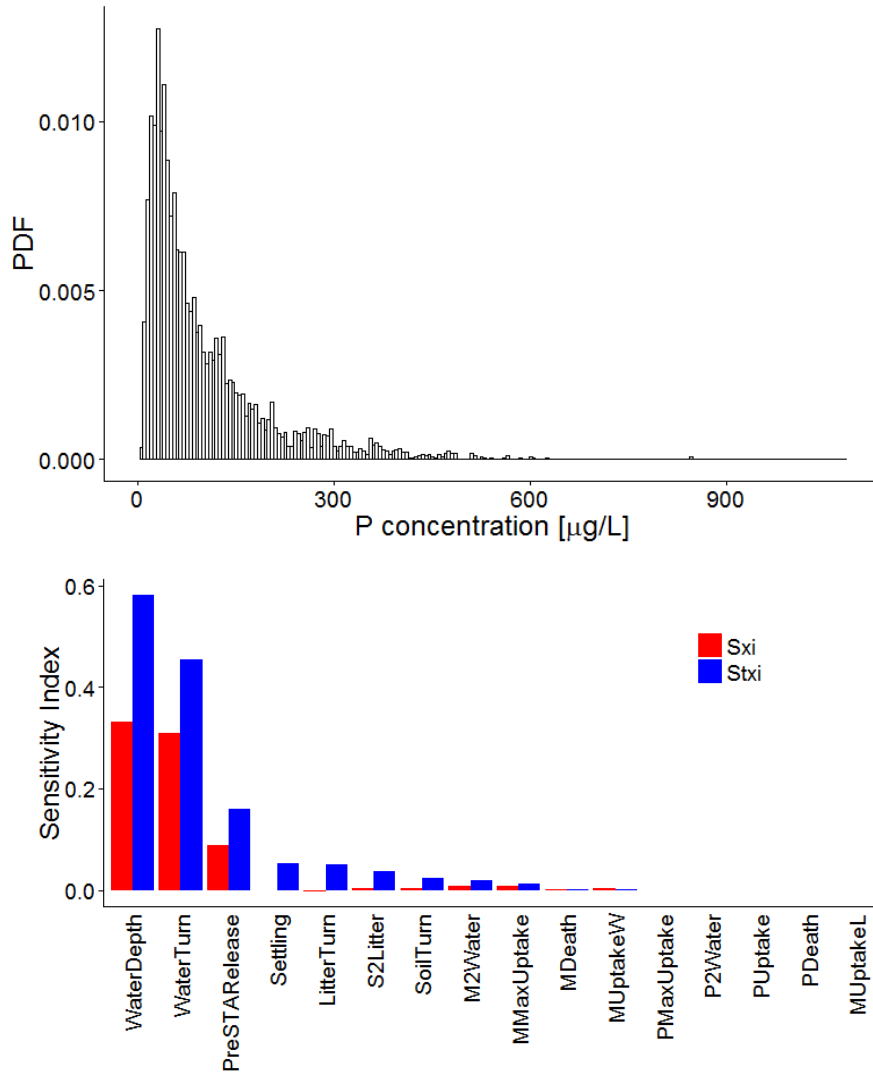 0.010
0.005
0.000
PDF
0 300 600 900
P concentration [μg/L]
0.6
0.4
0.2
0.0
Sensitivity Index
Sxi
Stxi
WaterDepth
WaterTurn
PreSTARelease
Settling
LitterTurn
S2Litter
SoilTurn
M2Water
MMaxUptake
MDeath
MUptakeW
PMaxUptake
P2Water
PUptake
PDeath
MUptakeL